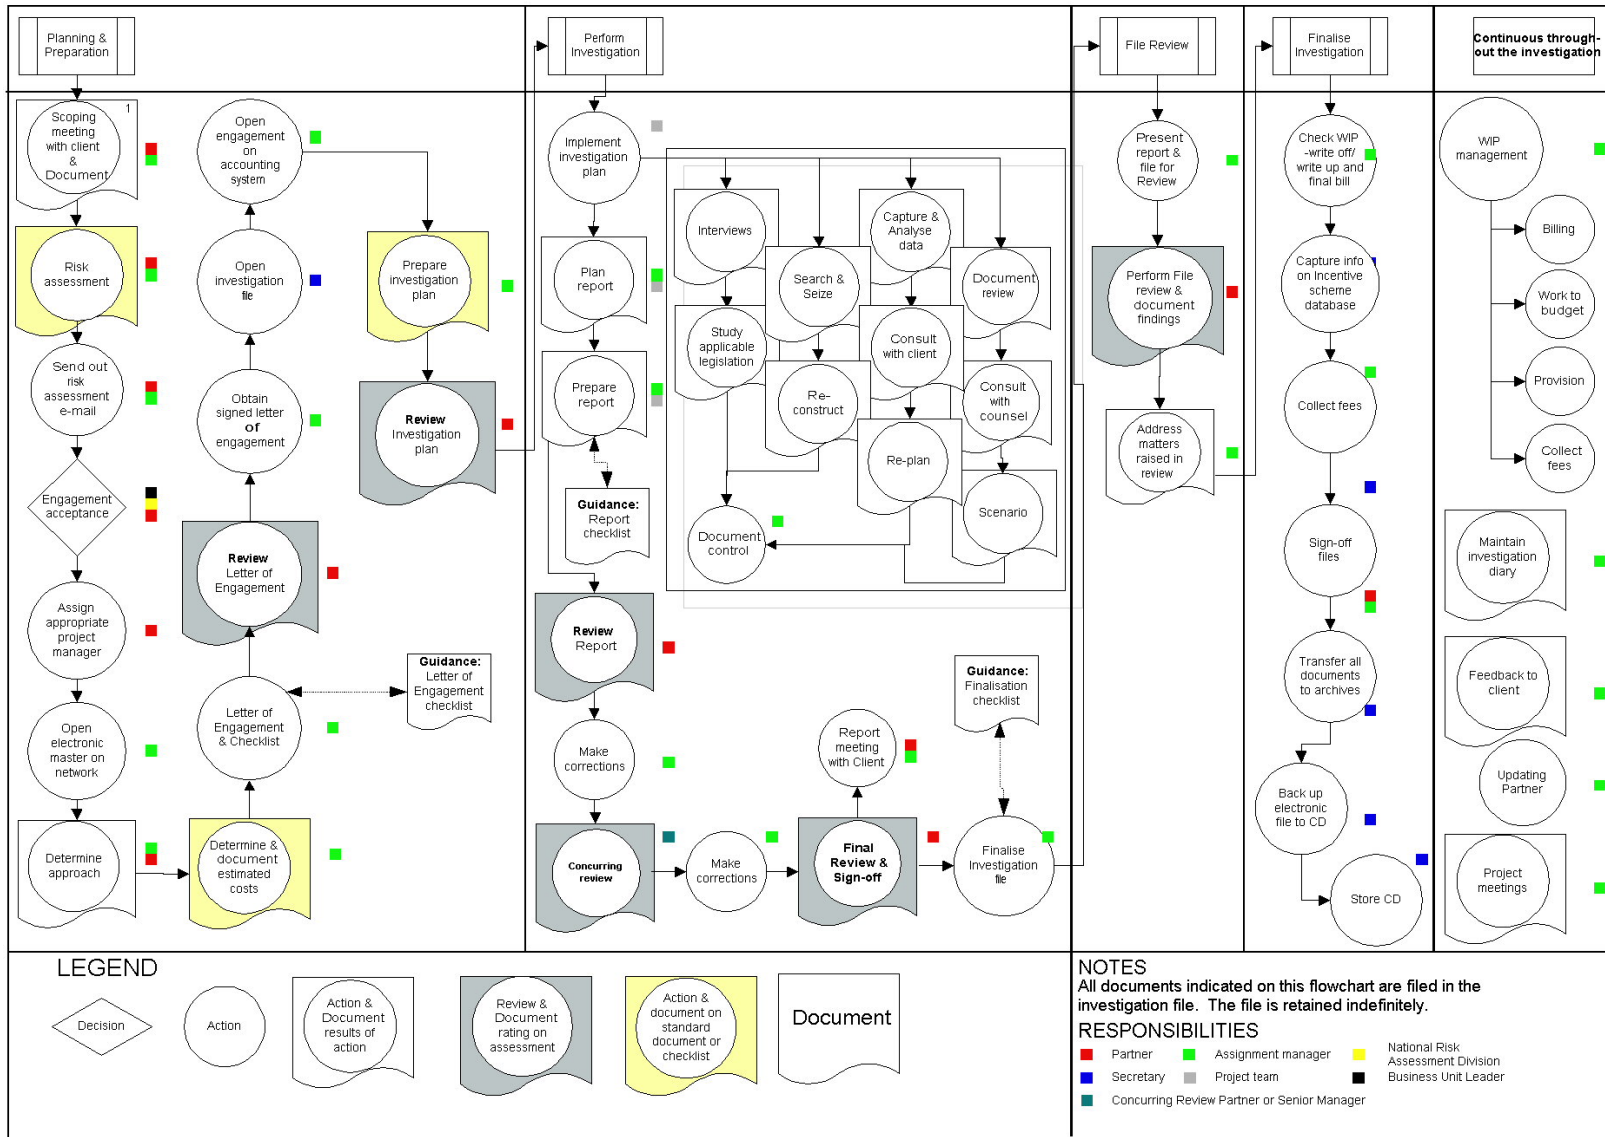 Planning &
Preparation
Perform
Investigation
File Review
Finalise
Investigation
Continuous through-
out the investigation
1
Scoping
meeting
with client
&
Document
Risk
assessment
Send out
risk
assessment
e-mail
Engagement
acceptance
Assign
appropriate
project
manager
Open
electronic
master on
network
Determine
approach
Open
engagement
on
accounting
system
Open
investigation
file
Obtain
signed letter
of
engagement
Review
Letter of
Engagement
Letter of
Engagement
& Checklist
Determine &
document
estimated
costs
Prepare
investigation
plan
Review
Investigation
plan
Guidance:
Letter of
Engagement
checklist
Implement
investigation
plan
Plan
report
Prepare
report
Guidance:
Report
checklist
Review
Report
Make
corrections
Concurring
review
Make
corrections
Interviews
Study
applicable
legislation
Document
control
Search &
Seize
Re-
construct
Capture &
Analyse
data
Consult
with client
Re-plan
Document
review
Consult
with
counsel
Scenario
Report
meeting
with Client
Final
Review &
Sign-off
Guidance:
Finalisation
checklist
Finalise
Investigation
file
Present
report &
file for
Review
Perform File
review &
document
findings
Address
matters
raised in
review
Check WIP
-write off/
write up and
final bill
Capture info
on Incentive
scheme
database
Collect fees
Sign-off
files
Transfer all
documents
to archives
Back up
electronic
file to CD
Store CD
WIP
management
Billing
Work to
budget
Provision
Collect
fees
Maintain
investigation
diary
Feedback to
client
Updating
Partner
Project
meetings
LEGEND
Decision
Action
Action &
Document
results of
action
Review &
Document
rating on
assessment
Action &
document on
standard
document or
checklist
Document
NOTES
All documents indicated on this flowchart are filed in the
investigation file. The file is retained indefinitely.
RESPONSIBILITIES
Partner
Assignment manager
National Risk
Assessment Division
Secretary
Project team
Business Unit Leader
Concurring Review Partner or Senior Manager